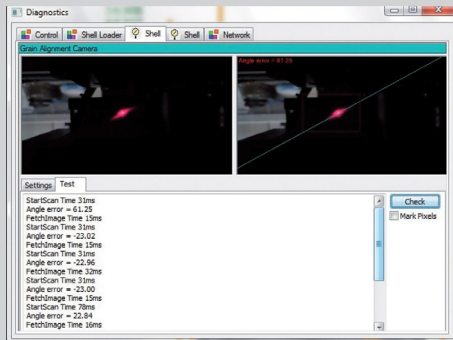 Diagnostics
Control
Shell Loader
Shell
Shell
Network
Grain Alignment Camera
Angle error = 61.25
Settings
Test
StartScan Time 31ms
Angle error = 61.25
FetchImage Time 15ms
StartScan Time 31ms
Angle error = -23.02
FetchImage Time 15ms
StartScan Time 31ms
Angle error = -22.96
FetchImage Time 32ms
StartScan Time 31ms
Angle error = -23.00
FetchImage Time 15ms
StartScan Time 78ms
Angle error = 22.84
FetchImage Time 16ms
Check
Mark Pixels